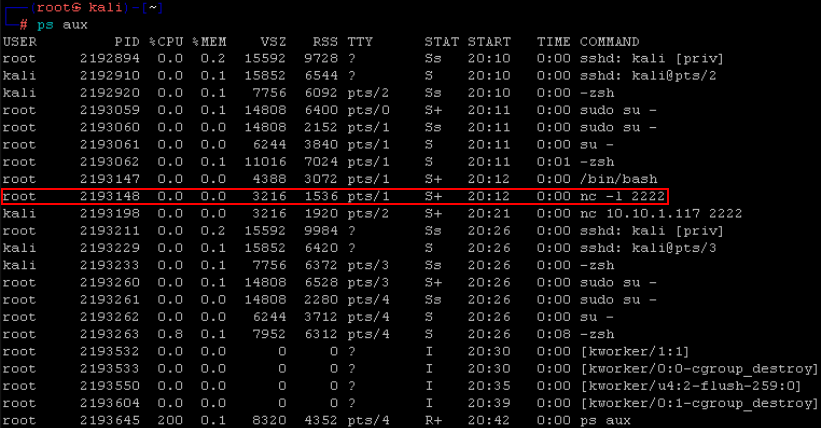 (root㉿kali)-[~]
# ps aux
USER PID %CPU %MEM VSZ RSS TTY STAT START TIME COMMAND
root 2192894 0.0 0.2 15592 9728 ? Ss 20:10 0:00 sshd: kali [priv]
kali 2192910 0.0 0.1 15852 6544 ? S 20:10 0:00 sshd: kali@pts/2
kali 2192920 0.0 0.1 7756 6092 pts/2 Ss 20:10 0:00 -zsh
root 2193059 0.0 0.1 14808 6400 pts/0 S+ 20:11 0:00 sudo su -
root 2193060 0.0 0.0 14808 2152 pts/1 Ss 20:11 0:00 sudo su -
root 2193061 0.0 0.0 6244 3840 pts/1 S 20:11 0:00 su -
root 2193062 0.0 0.1 11016 7024 pts/1 S 20:11 0:01 -zsh
root 2193147 0.0 0.0 4388 3072 pts/1 S+ 20:12 0:00 /bin/bash
root 2193148 0.0 0.0 3216 1536 pts/1 S+ 20:12 0:00 nc -l 2222
kali 2193198 0.0 0.0 3216 1920 pts/2 S+ 20:21 0:00 nc 10.10.1.117 2222
root 2193211 0.0 0.2 15592 9984 ? Ss 20:26 0:00 sshd: kali [priv]
kali 2193229 0.0 0.1 15852 6420 ? S 20:26 0:00 sshd: kali@pts/3
kali 2193233 0.0 0.1 7756 6372 pts/3 Ss 20:26 0:00 -zsh
root 2193260 0.0 0.1 14808 6528 pts/3 S+ 20:26 0:00 sudo su -
root 2193261 0.0 0.0 14808 2280 pts/4 Ss 20:26 0:00 sudo su -
root 2193262 0.0 0.0 6244 3712 pts/4 S 20:26 0:00 su -
root 2193263 0.8 0.1 7952 6312 pts/4 S 20:26 0:08 -zsh
root 2193532 0.0 0.0 0 0 ? I 20:30 0:00 [kworker/1:1]
root 2193533 0.0 0.0 0 0 ? I 20:30 0:00 [kworker/0:0-cgroup_destroy]
root 2193550 0.0 0.0 0 0 ? I 20:35 0:00 [kworker/u4:2-flush-259:0]
root 2193604 0.0 0.0 0 0 ? I 20:39 0:00 [kworker/0:1-cgroup_destroy]
root 2193645 200 0.1 8320 4352 pts/4 R+ 20:42 0:00 ps aux